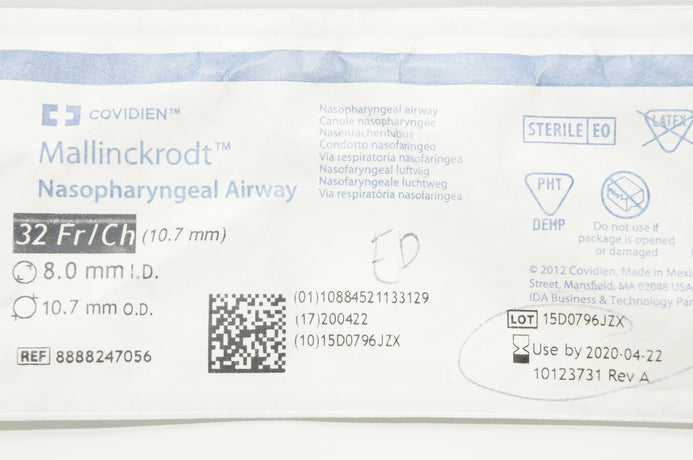 COVIDIEN™
Mallinckrodt™
Nasopharyngeal Airway
32 Fr/Ch (10.7 mm)
8.0 mm I.D.
10.7 mm O.D.
REF 8888247056
Nasopharyngeal airway
Canule nasopharyngée
Nasenrachentubus
Condotto nasofaringeo
Vía respiratoria nasofaríngea
Nasofaryngeal luftväg
Nasofaryngeale luchtweg
Via respiratória nasofaríngea
ED
(01)10884521133129
(17)200422
(10)15D0796JZX
STERILE EO
LATEX
PHT
DEHP
Do not use if
package is opened
or damaged
© 2012 Covidien. Made in Mexi
Street, Mansfield, MA 02048 USA
IDA Business & Technology Par
LOT 15D0796JZX
Use by 2020-04-22
10123731 Rev A